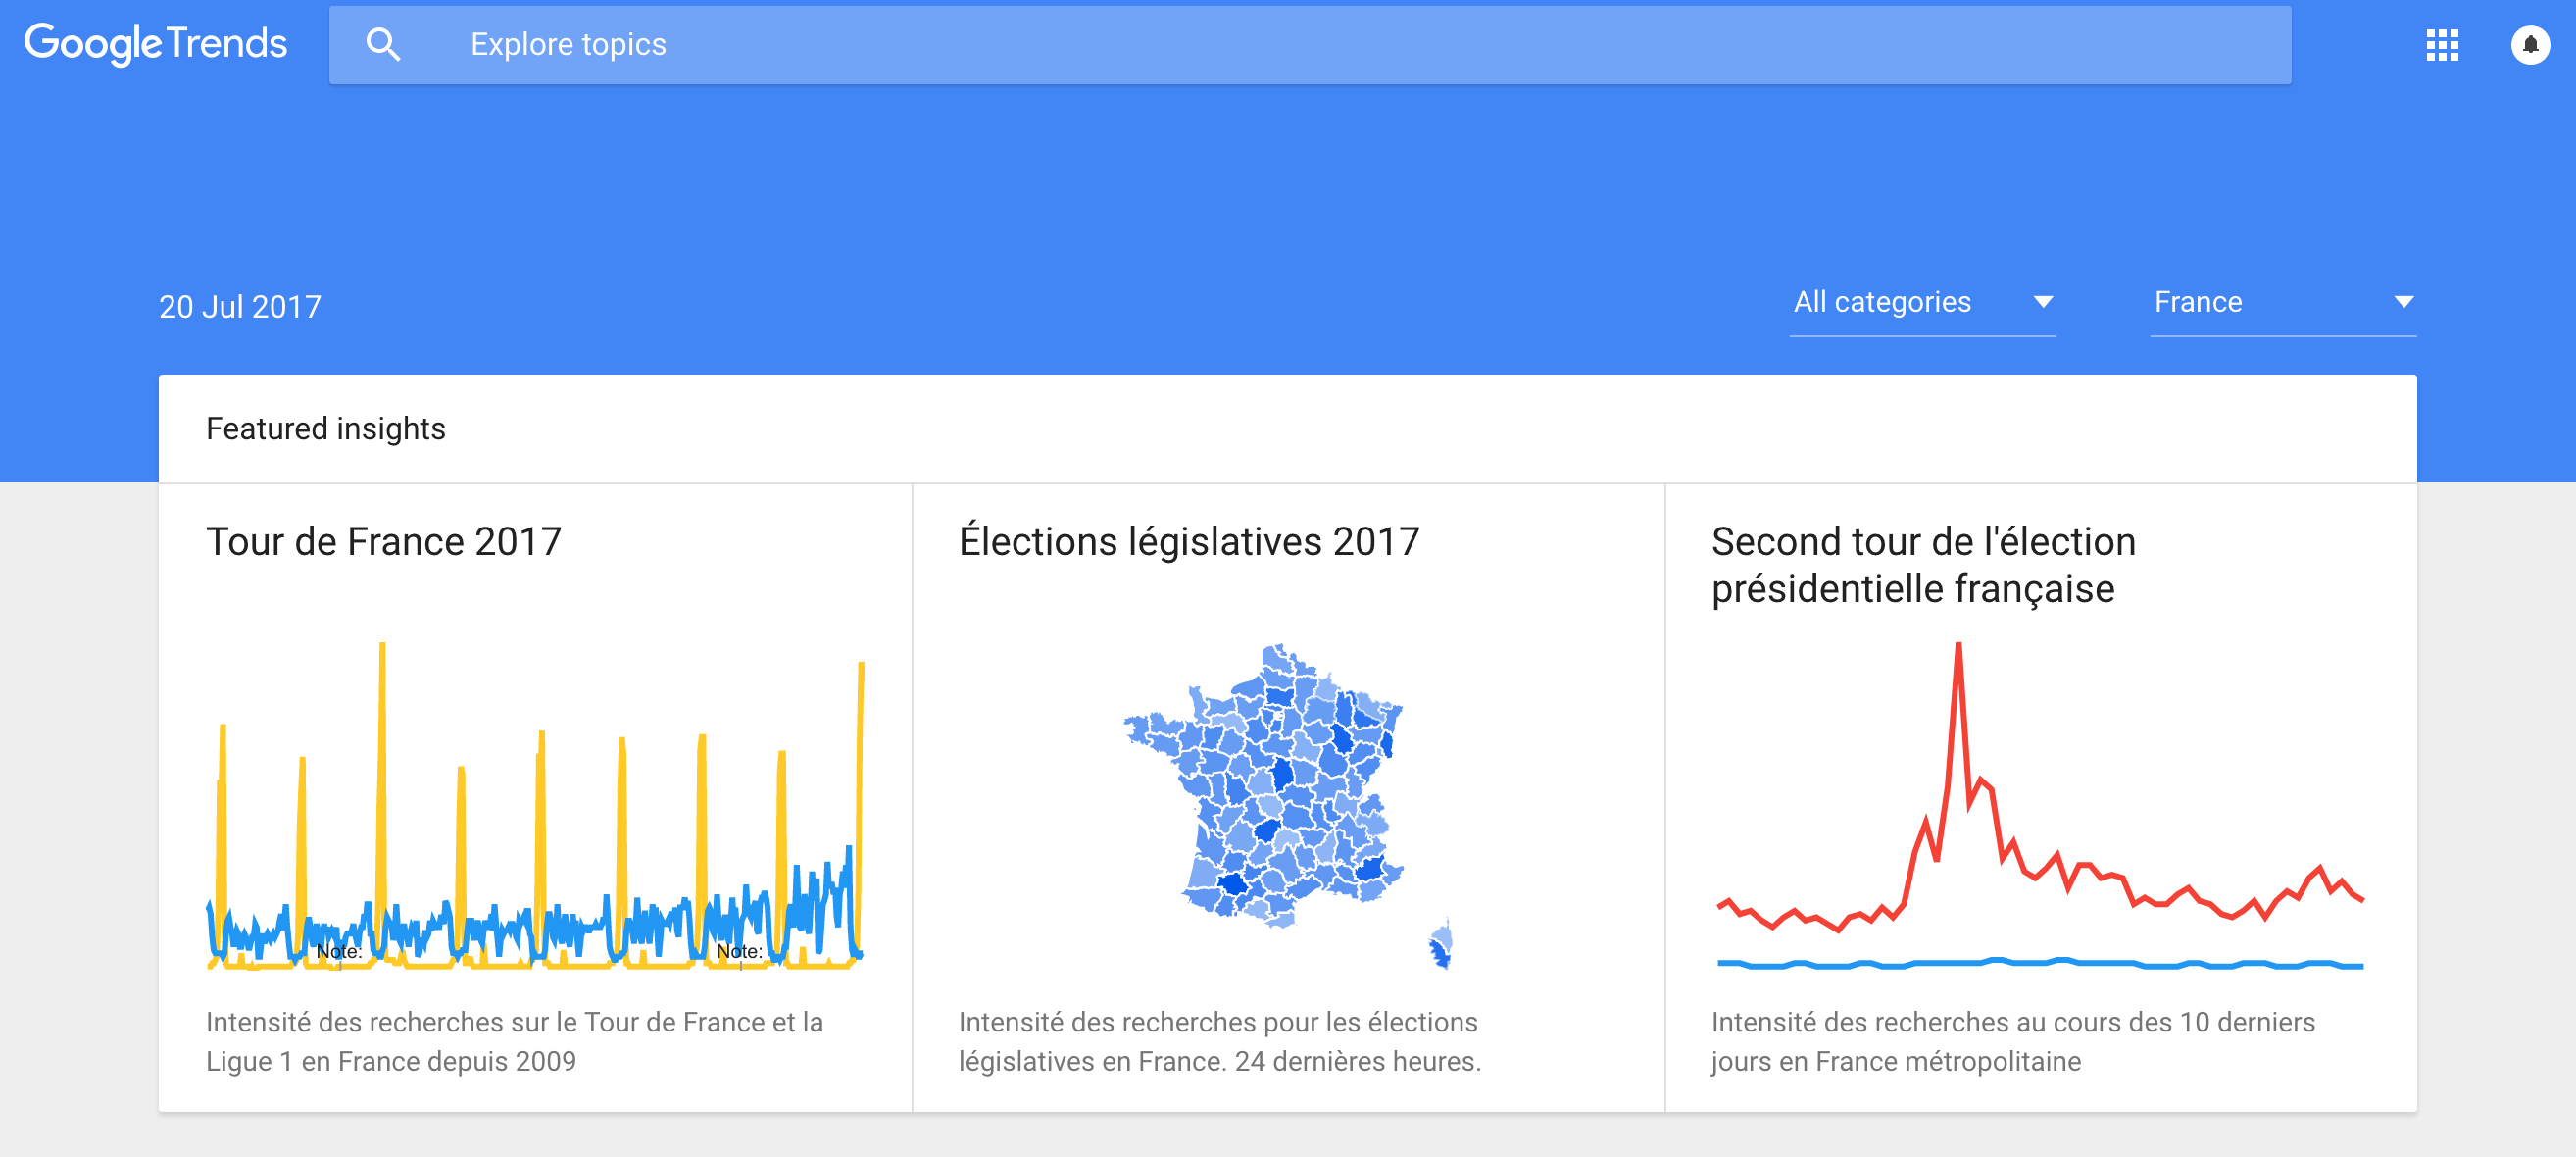 Google Trends
Explore topics
20 Jul 2017
All categories
France
Featured insights
Tour de France 2017
Note:
Note:
Intensité des recherches sur le Tour de France et la
Ligue 1 en France depuis 2009
Élections législatives 2017
Intensité des recherches pour les élections
législatives en France. 24 dernières heures.
Second tour de l'élection
présidentielle française
Intensité des recherches au cours des 10 derniers
jours en France métropolitaine